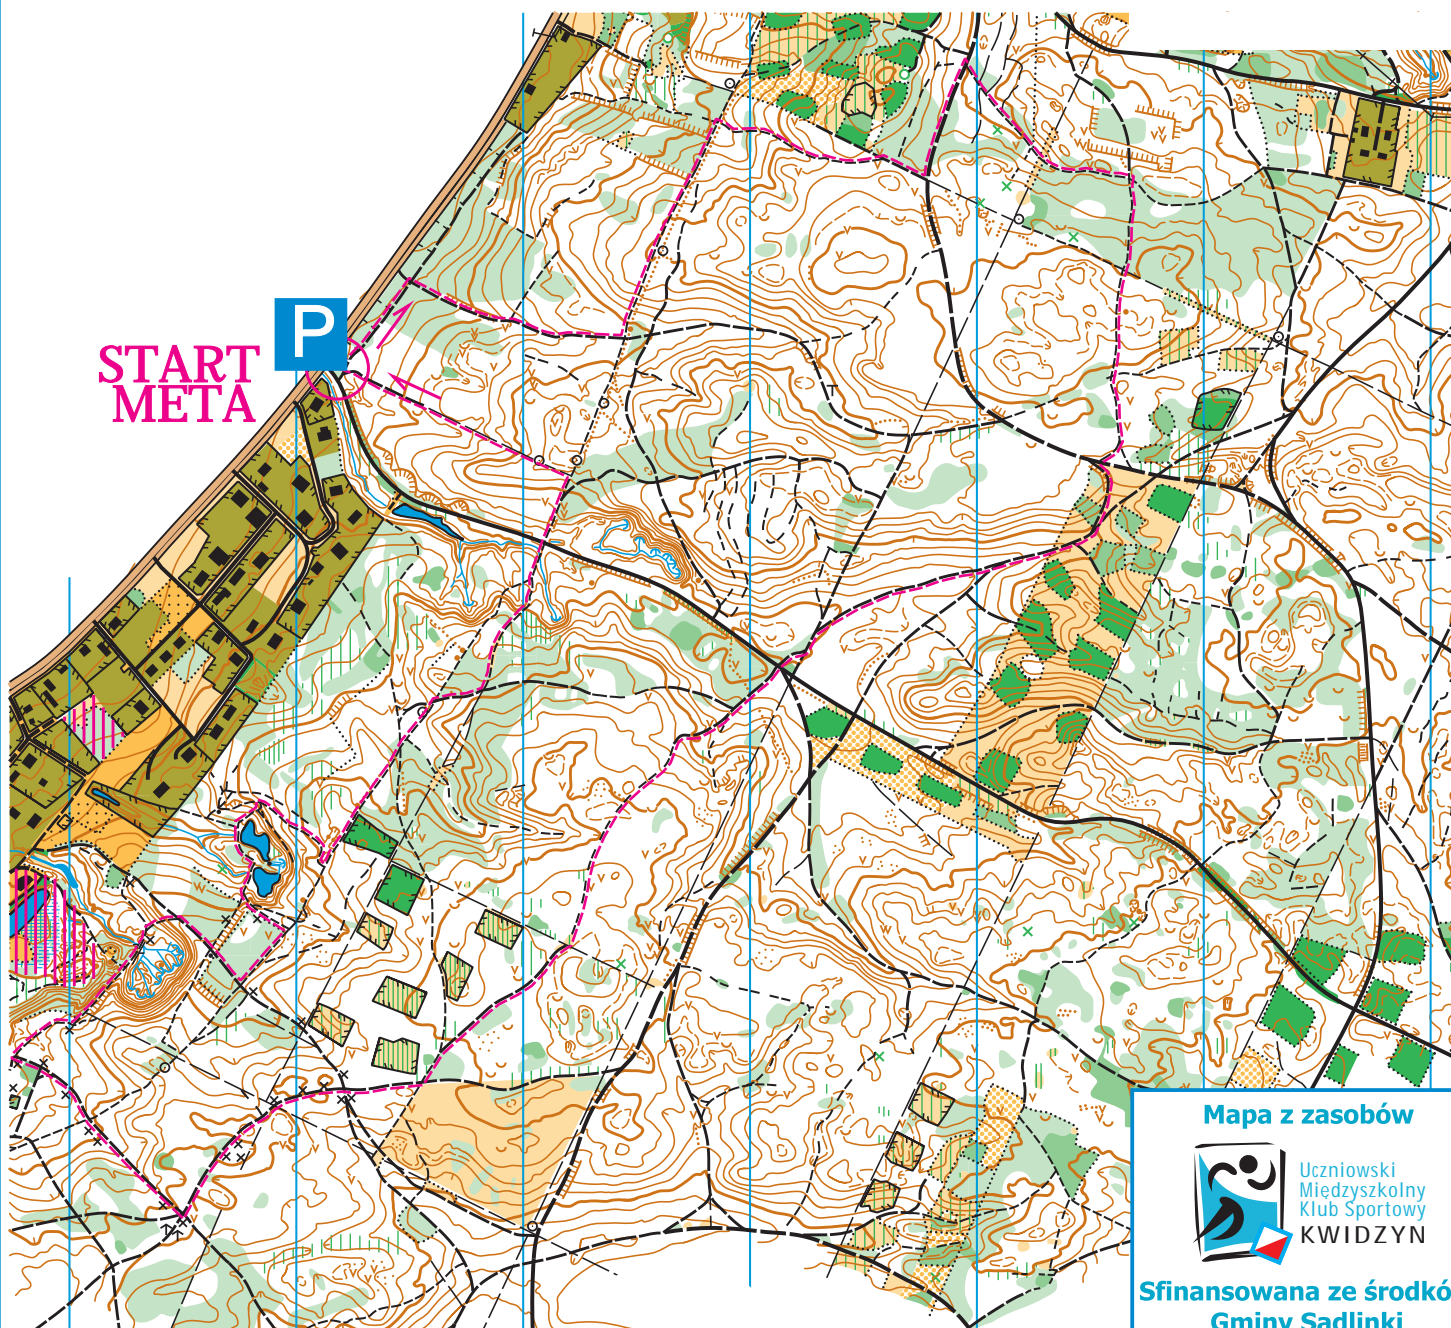 P
START
META
Mapa z zasobów
Uczniowski
Międzyszkolny
Klub Sportowy
KWIDZYN
Sfinansowana ze środkó
Gminy Sadlinki